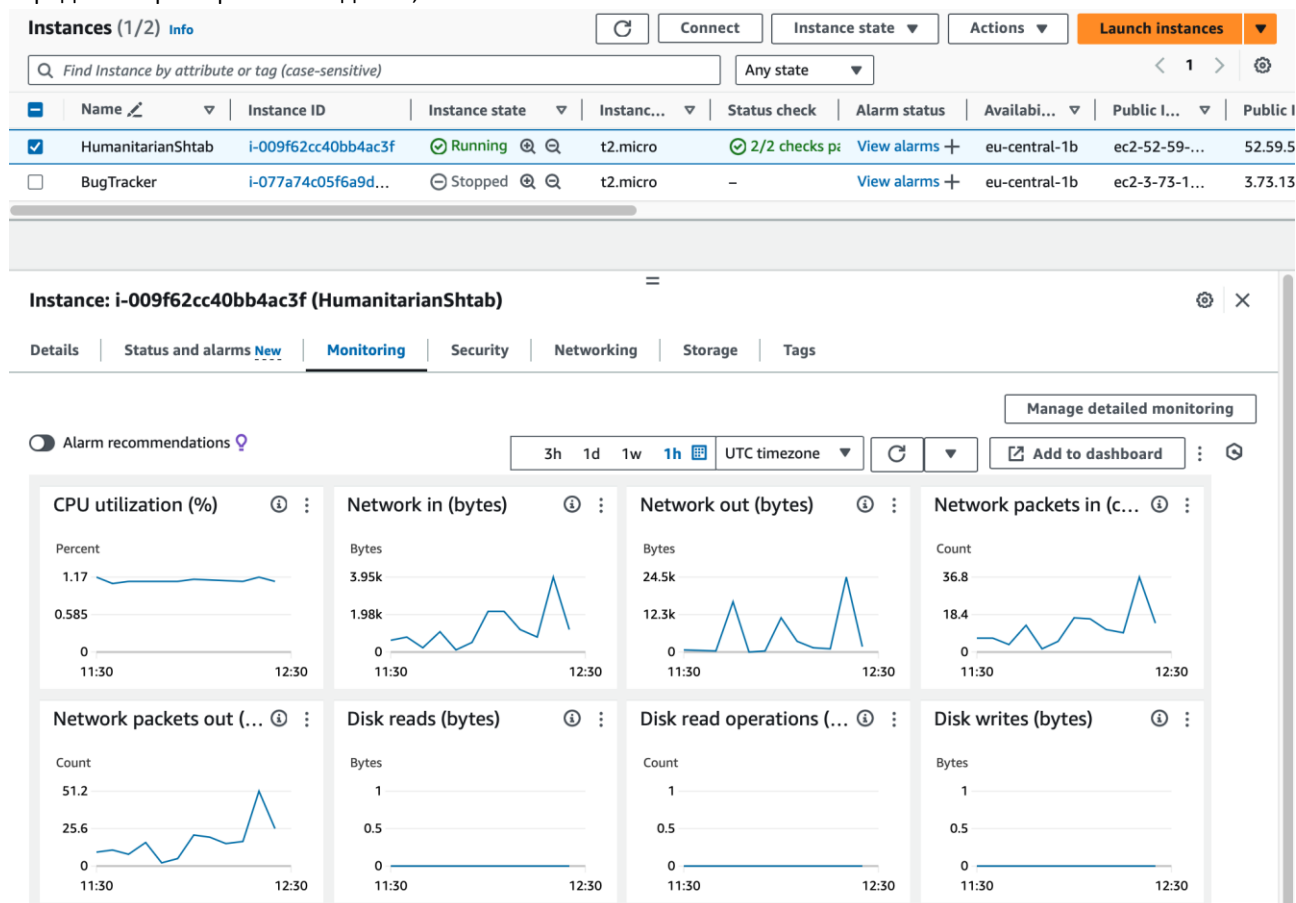 Instances (1/2) Info
Connect
Instance state
Actions
Launch instances
Find Instance by attribute or tag (case-sensitive)
Any state
1
Name
Instance ID
Instance state
Instanc...
Status check
Alarm status
Availabi...
Public I...
Public I
HumanitarianShtab
i-009f62cc40bb4ac3f
Running
t2.micro
2/2 checks pa
View alarms
eu-central-1b
ec2-52-59-...
52.59.5
BugTracker
i-077a74c05f6a9d...
Stopped
t2.micro
–
View alarms
eu-central-1b
ec2-3-73-1...
3.73.13
Instance: i-009f62cc40bb4ac3f (HumanitarianShtab)
Details
Status and alarms New
Monitoring
Security
Networking
Storage
Tags
Manage detailed monitoring
Alarm recommendations
3h 1d 1w 1h
UTC timezone
Add to dashboard
CPU utilization (%)
Percent
1.17
0.585
0
11:30 12:30
Network in (bytes)
Bytes
3.95k
1.98k
0
11:30 12:30
Network out (bytes)
Bytes
24.5k
12.3k
0
11:30 12:30
Network packets in (c...
Count
36.8
18.4
0
11:30 12:30
Network packets out (...
Count
51.2
25.6
0
11:30 12:30
Disk reads (bytes)
Bytes
1
0.5
0
11:30 12:30
Disk read operations (...
Count
1
0.5
0
11:30 12:30
Disk writes (bytes)
Bytes
1
0.5
0
11:30 12:30